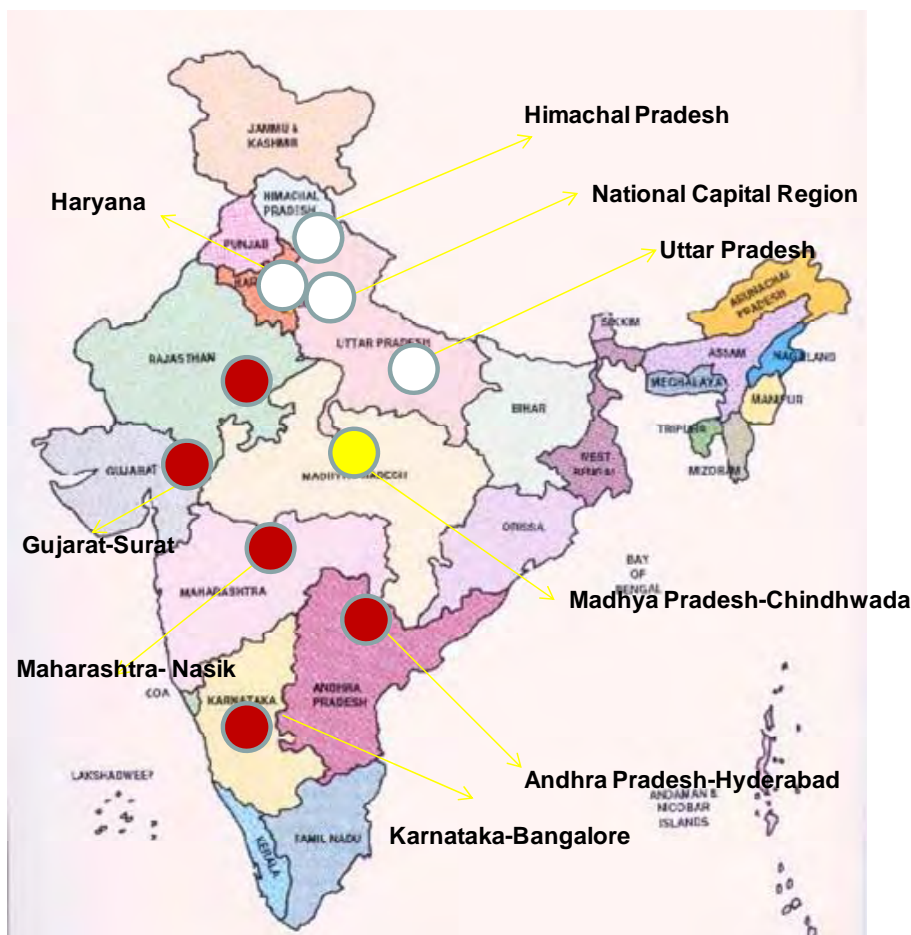 Himachal Pradesh
JAMMU &
KASHMIR
National Capital Region
Haryana
HIMACHAL
PRADESH
PUNJAB
Uttar Pradesh
ARUNACHAL
PRADESH
SIKKIM
UTTAR PRADESH
ASSAM
RAJASTHAN
NAGALAND
MEGHALAYA
BIHAR
MANIPUR
TRIPURA
WEST
BENGAL
GUJARAT
MIZORAM
ORISSA
Gujarat-Surat
BAY
OF
BENGAL
MAHARASHTRA
Madhya Pradesh-Chindhwada
Maharashtra- Nasik
GOA
KARNATAKA
ANDHRA
PRADESH
LAKSHADWEEP
Andhra Pradesh-Hyderabad
ANDAMAN &
NICOBAR
ISLANDS
Karnataka-Bangalore
TAMIL NADU
KERALA